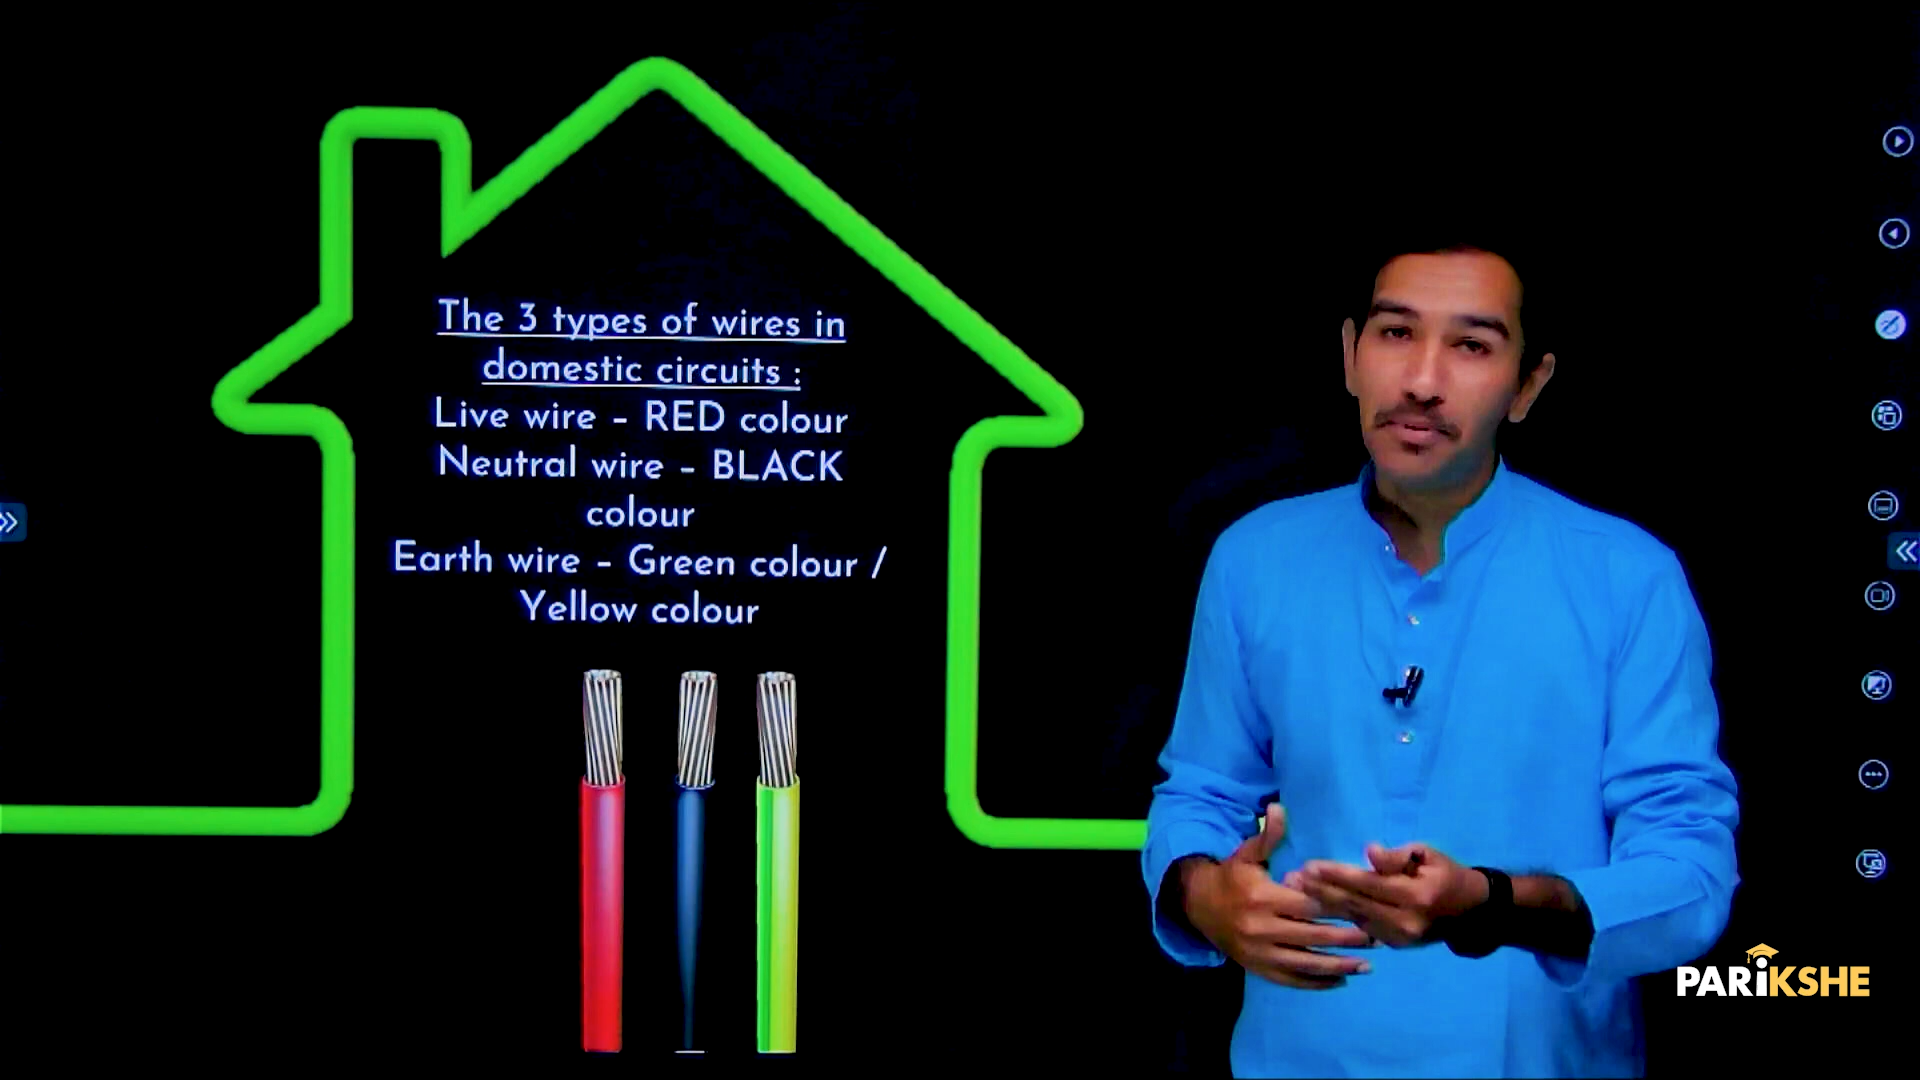 The 3 types of wires in
domestic circuits :
Live wire – RED colour
Neutral wire – BLACK
colour
Earth wire – Green colour /
Yellow colour
PARiKSHE